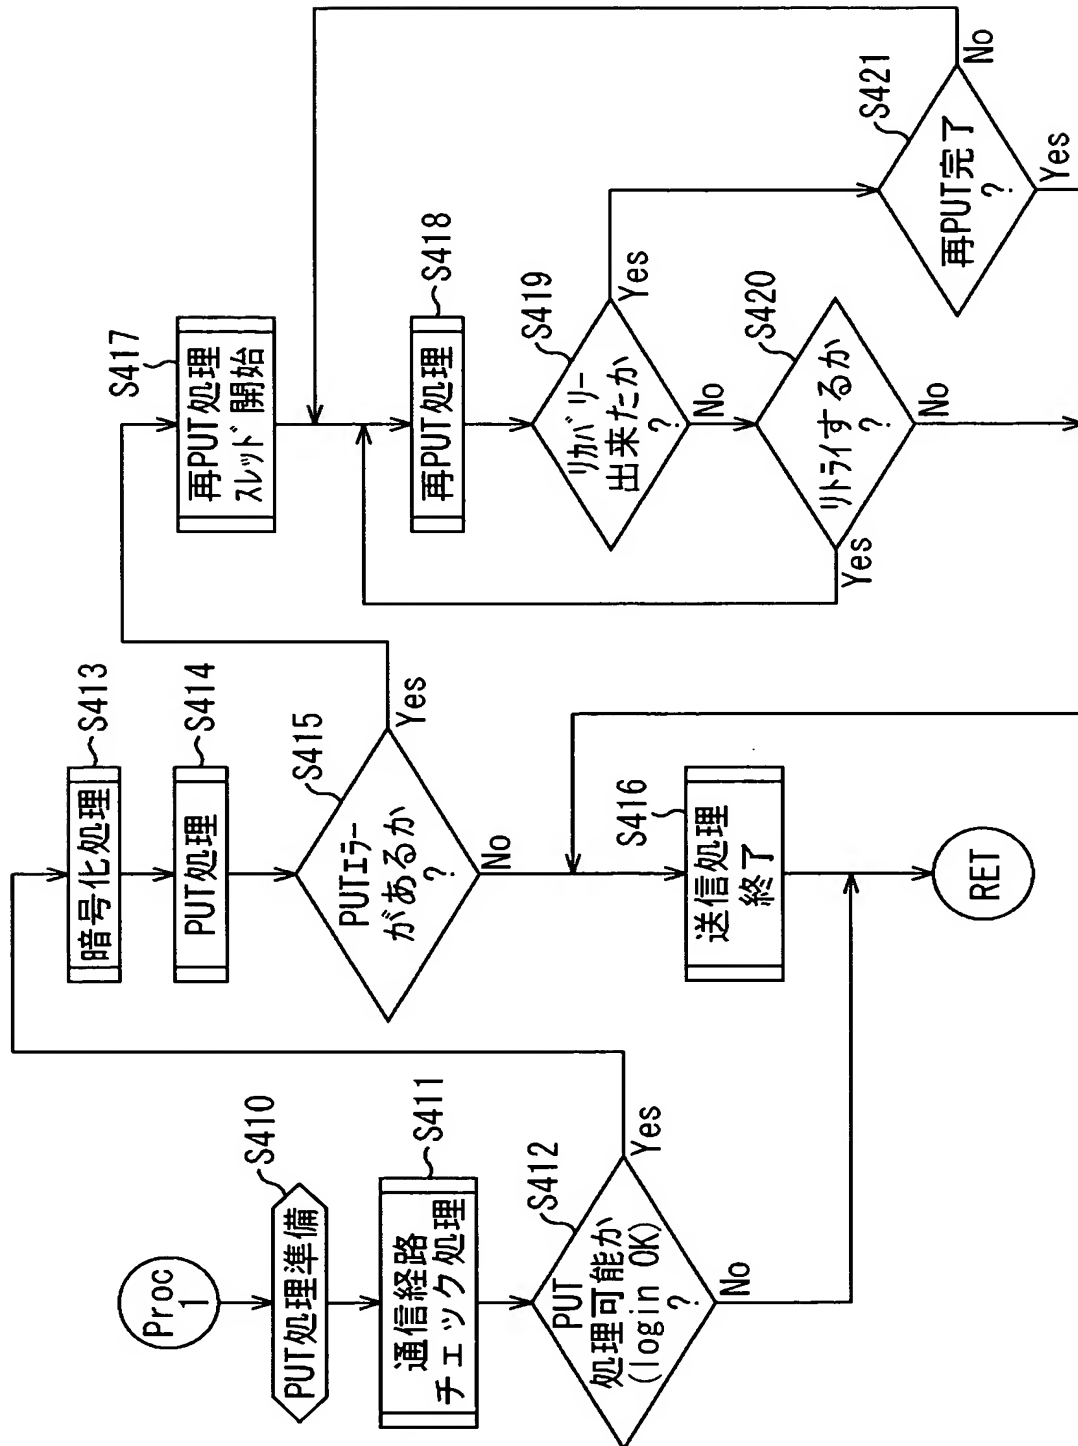 Proc
1
S410
PUT処理準備
S411
通信経路
チェック処理
S412
PUT
処理可能か
(login OK)
?
Yes
No
S413
暗号化処理
S414
PUT処理
S415
PUTエラー
があるか
?
Yes
No
S416
送信処理
終了
RET
S417
再PUT処理
スレッド開始
S418
再PUT処理
S419
リカバリー
出来たか
?
Yes
No
S420
リトライするか
?
Yes
No
S421
再PUT完了
?
No
Yes